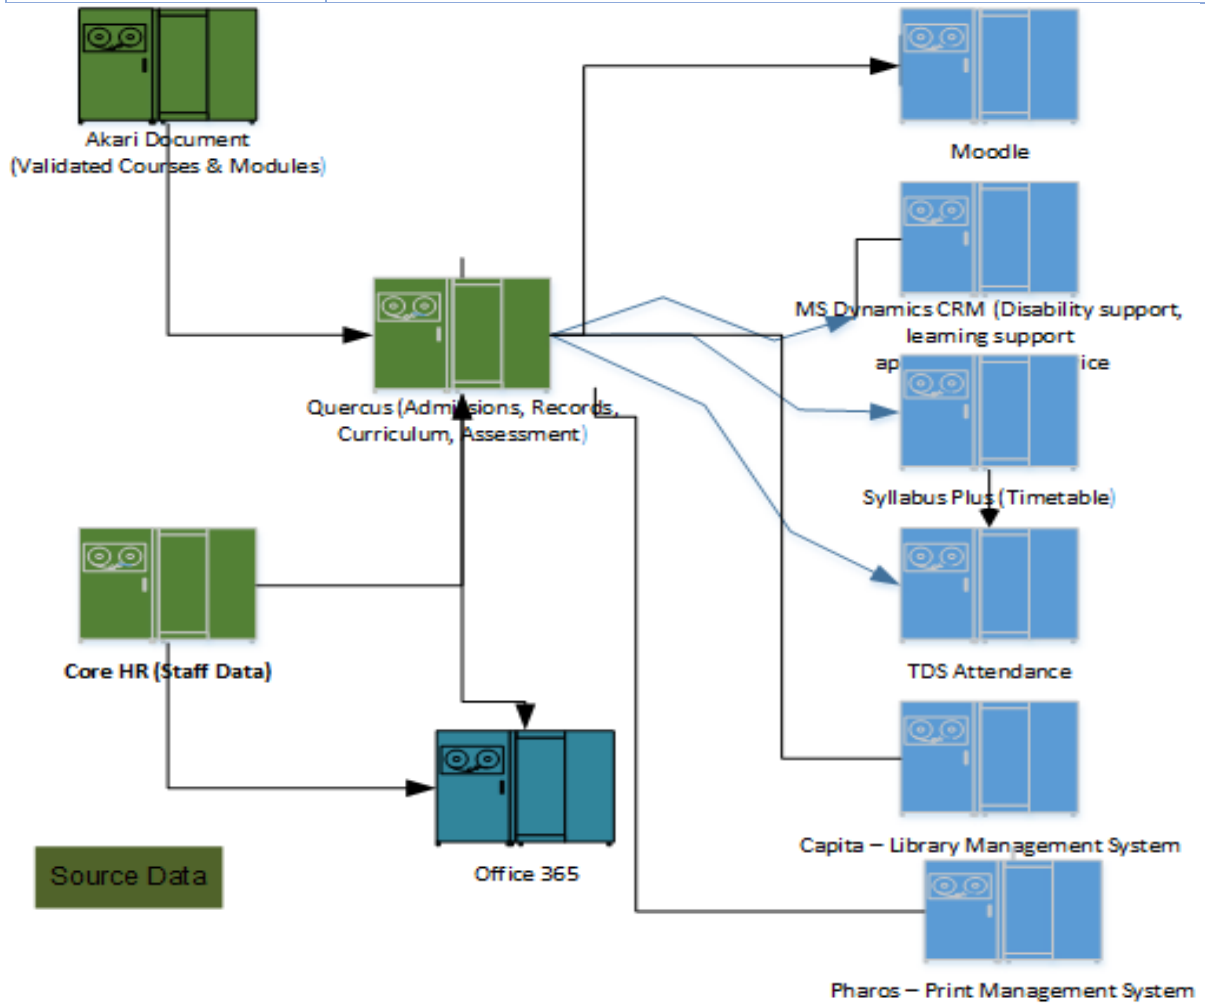 Akari Document
(Validated Courses & Modules)
Moodle
MS Dynamics CRM (Disability support,
learning support
Quercus (Admissions, Records,
Curriculum, Assessment)
Syllabus Plus (Timetable)
Core HR (Staff Data)
TDS Attendance
Capita – Library Management System
Office 365
Source Data
Pharos – Print Management System